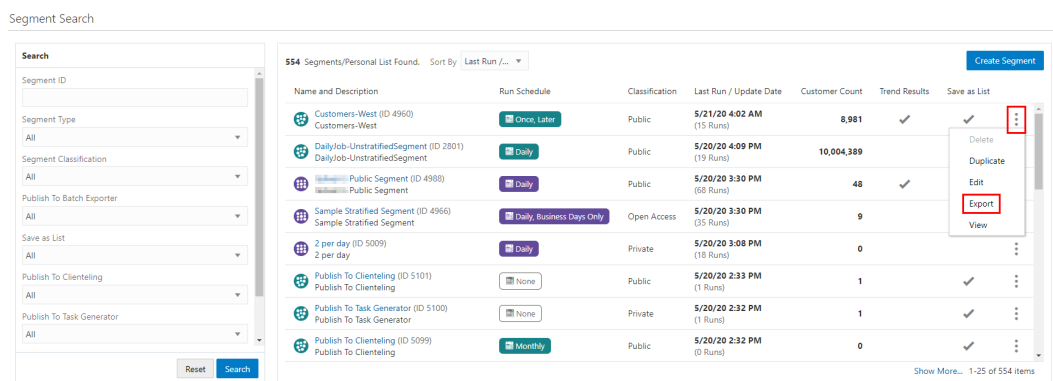 Segment Search
Search
Segment ID
Segment Type
All
Segment Classification
All
Publish To Batch Exporter
All
Save as List
All
Publish To Clienteling
All
Publish To Task Generator
All
Reset Search
554 Segments/Personal List Found. Sort By Last Run /... Create Segment
Name and Description Run Schedule Classification Last Run / Update Date Customer Count Trend Results Save as List
Customers-West (ID 4960) Once, Later Public 5/21/20 4:02 AM 8,981
Customers-West (15 Runs)
DailyJob-UnstratifiedSegment (ID 2801) Daily Public 5/20/20 4:09 PM 10,004,389
DailyJob-UnstratifiedSegment (19 Runs)
Public Segment (ID 4988) Daily Public 5/20/20 3:30 PM 48
Public Segment (68 Runs)
Sample Stratified Segment (ID 4966) Daily, Business Days Only Open Access 5/20/20 3:30 PM 9
Sample Stratified Segment (35 Runs)
2 per day (ID 5009) Daily Private 5/20/20 3:08 PM 0
2 per day (18 Runs)
Publish To Clienteling (ID 5101) None Public 5/20/20 2:33 PM 1
Publish To Clienteling (1 Runs)
Publish To Task Generator (ID 5100) None Private 5/20/20 2:32 PM 1
Publish To Task Generator (1 Runs)
Publish To Clienteling (ID 5099) Monthly Public 5/20/20 2:32 PM 0
Publish To Clienteling (0 Runs)
Delete
Duplicate
Edit
Export
View
Show More... 1-25 of 554 items